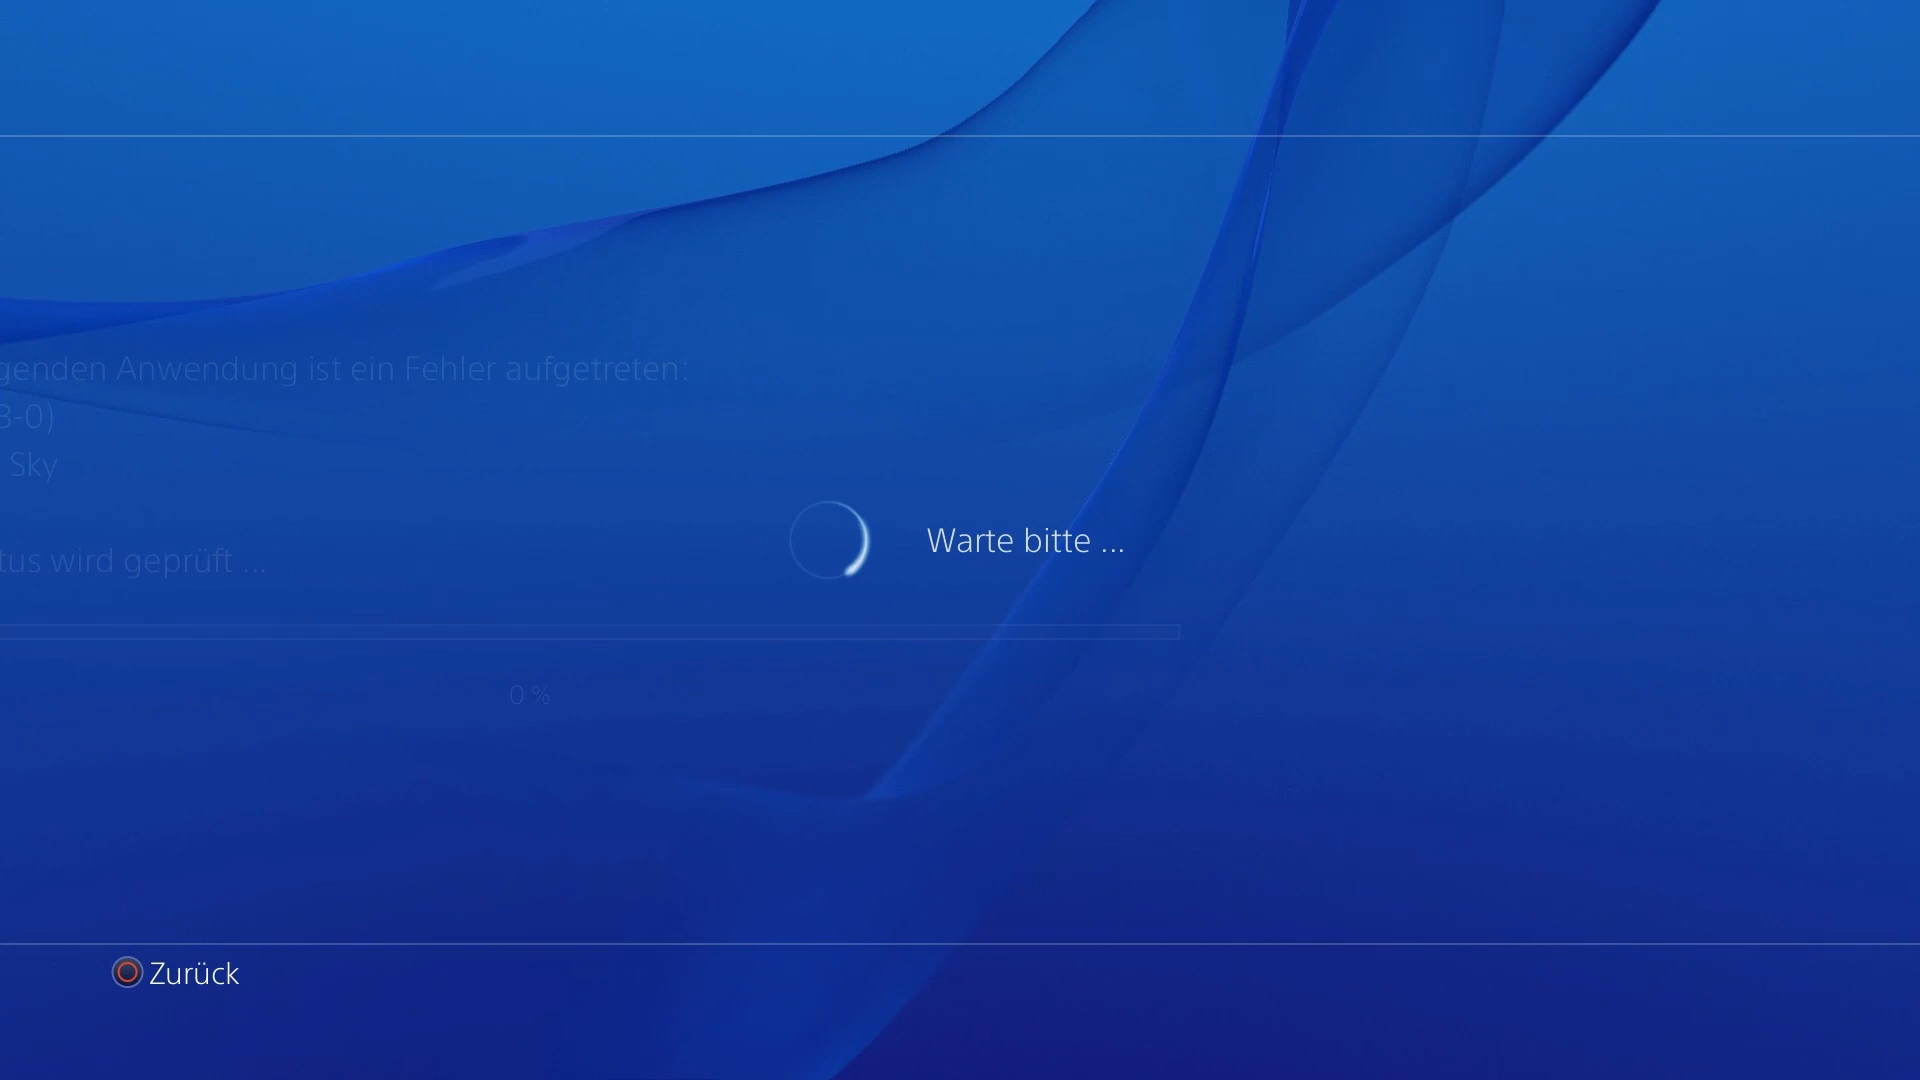 genden Anwendung ist ein Fehler aufgetreten:
3-0)
Sky
Warte bitte ...
tus wird geprüft ...
0 %
Zurück